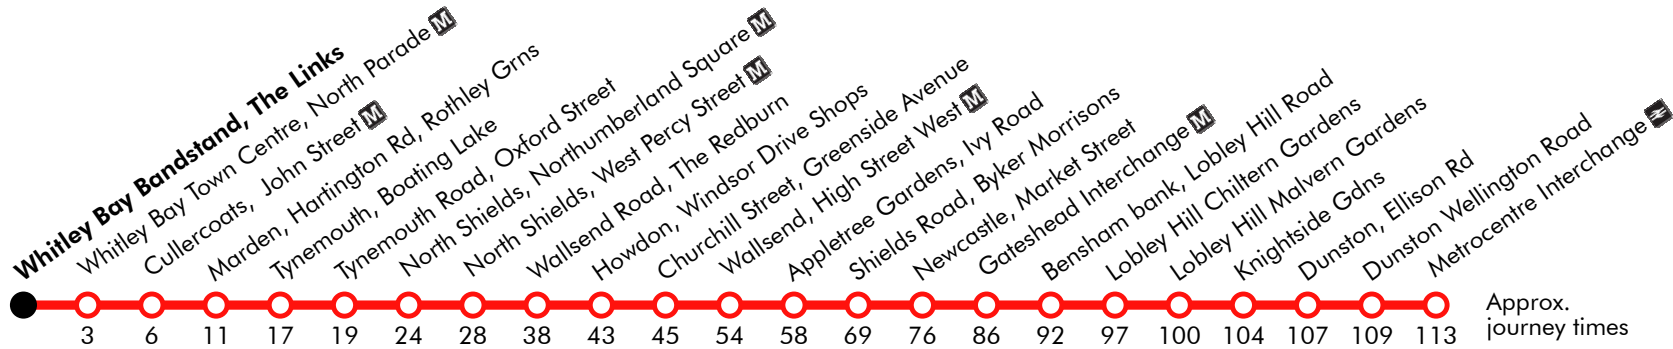 Whitley Bay Bandstand, The Links
Whitley Bay Town Centre, North Parade M
Cullercoats, John Street M
Marden, Hartington Rd, Rothley Grns
Tynemouth, Boating Lake
Tynemouth Road, Oxford Street
North Shields, Northumberland Square M
North Shields, West Percy Street M
Wallsend Road, The Redburn
Howdon, Windsor Drive Shops
Churchill Street, Greenside Avenue
Wallsend, High Street West M
Appletree Gardens, Ivy Road
Shields Road, Byker Morrisons
Newcastle, Market Street
Gateshead Interchange M
Bensham bank, Lobley Hill Road
Lobley Hill Chiltern Gardens
Lobley Hill Malvern Gardens
Knightside Gdns
Dunston, Ellison Rd
Dunston Wellington Road
Metrocentre Interchange
3 6 11 17 19 24 28 38 43 45 54 58 69 76 86 92 97 100 104 107 109 113
Approx.
journey times